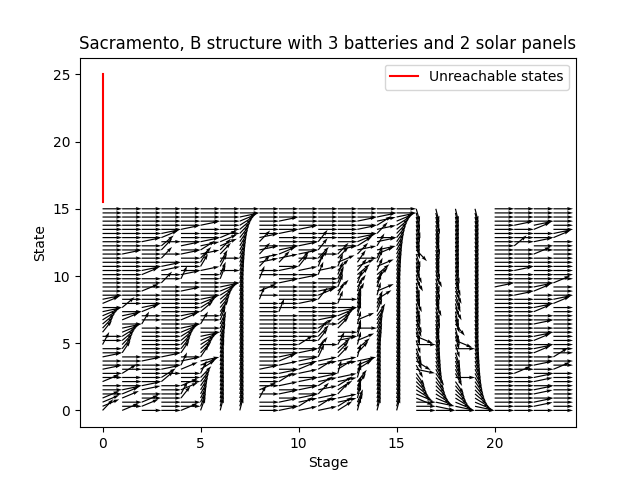 Sacramento, B structure with 3 batteries and 2 solar panels
Unreachable states
25
20
15
10
5
0
State
0 5 10 15 20
Stage